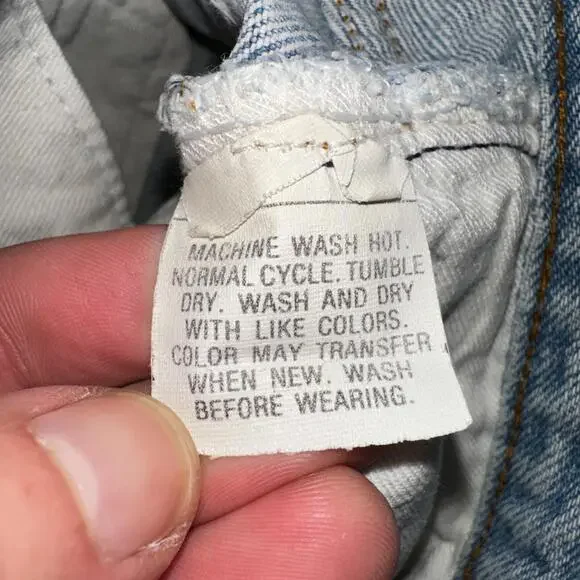 MACHINE WASH HOT.
NORMAL CYCLE. TUMBLE
DRY. WASH AND DRY
WITH LIKE COLORS.
COLOR MAY TRANSFER
WHEN NEW. WASH
BEFORE WEARING.